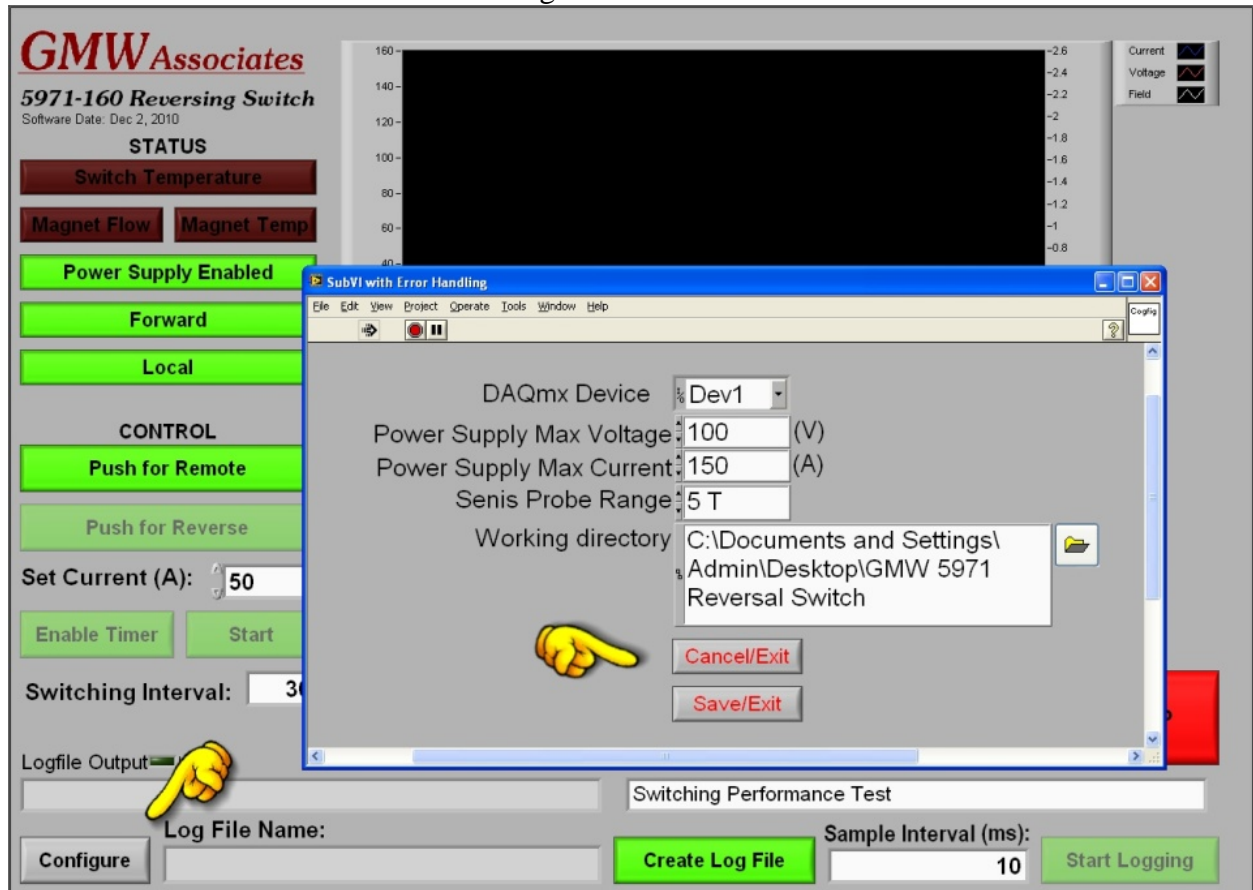 GMW Associates
5971-160 Reversing Switch
Software Date: Dec 2, 2010
STATUS
Switch Temperature
Magnet Flow
Magnet Temp
Power Supply Enabled
Forward
Local
CONTROL
Push for Remote
Push for Reverse
Set Current (A): 50
Enable Timer
Start
Switching Interval:
Logfile Output
Log File Name:
Configure
160
140
120
100
80
60
40
-2.6
-2.4
-2.2
-2
-1.8
-1.6
-1.4
-1.2
-1
-0.8
Current
Voltage
Field
SubVI with Error Handling
File Edit View Project Operate Tools Window Help
Cogfig
DAQmx Device Dev1
Power Supply Max Voltage 100 (V)
Power Supply Max Current 150 (A)
Senis Probe Range 5 T
Working directory C:\Documents and Settings\
Admin\Desktop\GMW 5971
Reversal Switch
Cancel/Exit
Save/Exit
Switching Performance Test
Create Log File
Sample Interval (ms):
10
Start Logging